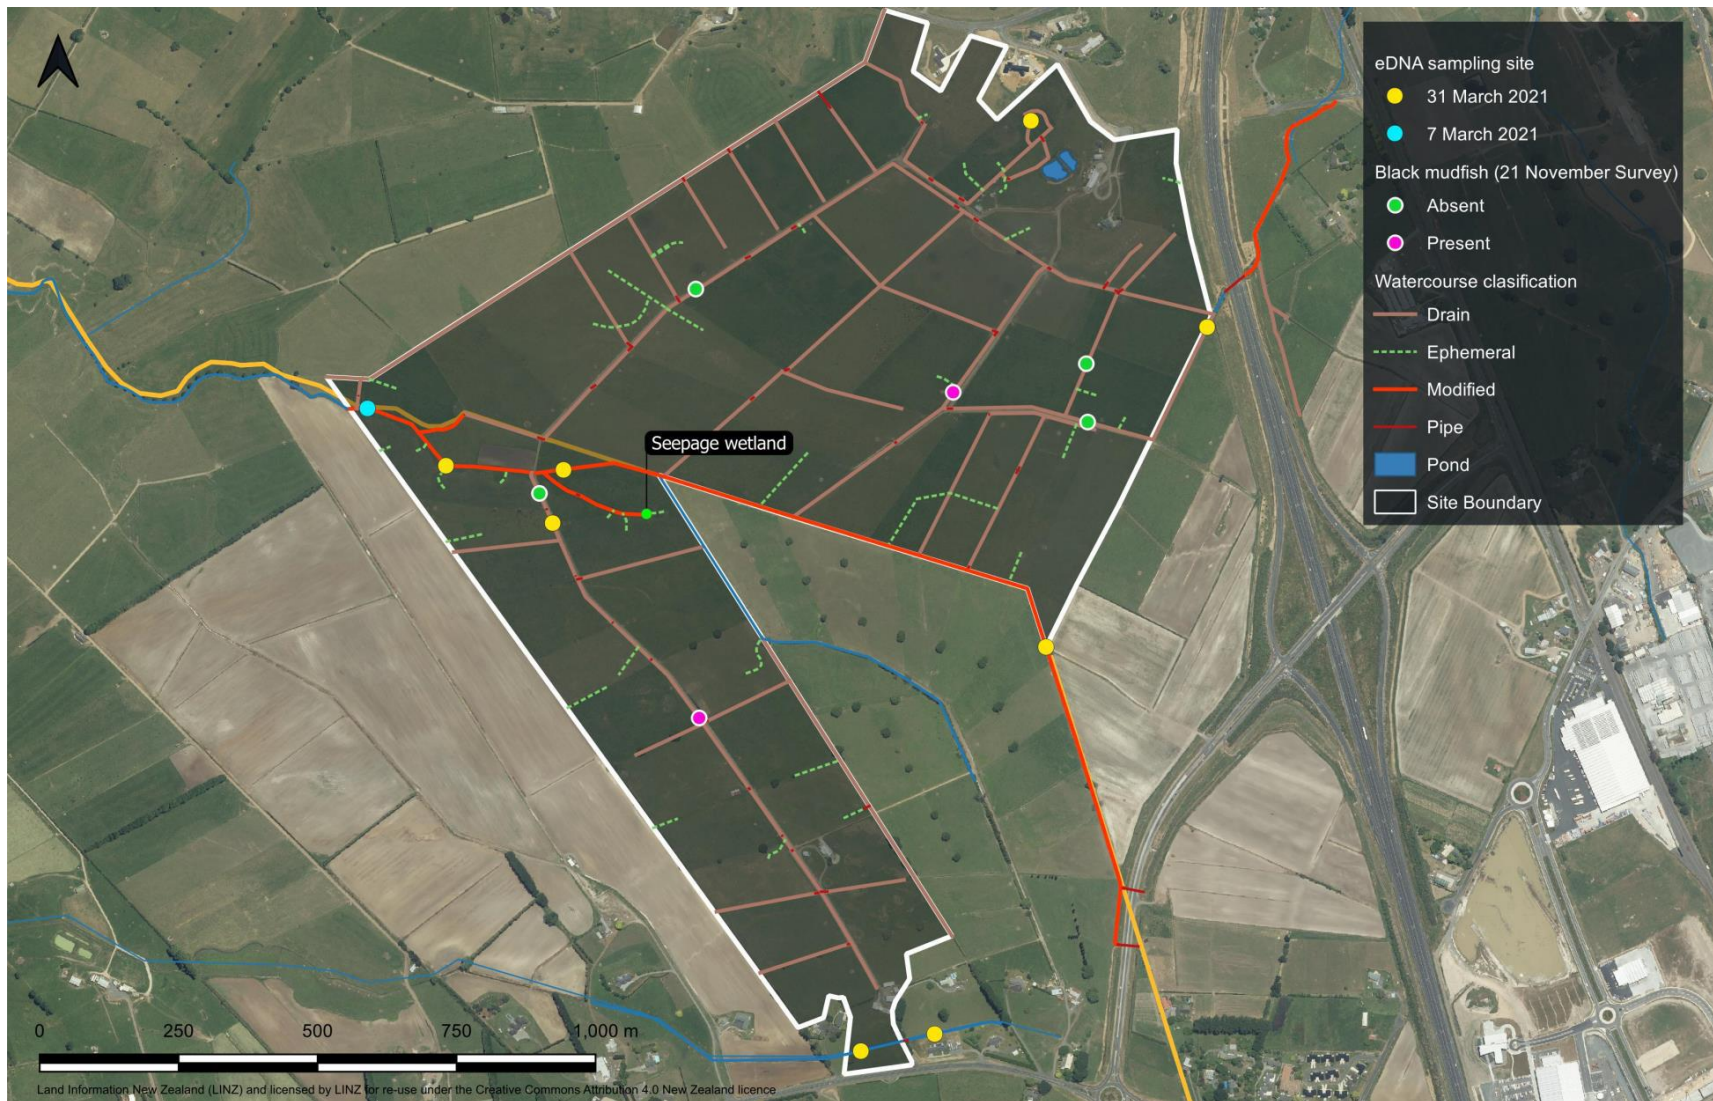 eDNA sampling site
31 March 2021
7 March 2021
Black mudfish (21 November Survey)
Absent
Present
Watercourse clasification
Drain
Ephemeral
Modified
Pipe
Pond
Site Boundary
Seepage wetland
0 250 500 750 1,000 m
Land Information New Zealand (LINZ) and licensed by LINZ for re-use under the Creative Commons Attribution 4.0 New Zealand licence